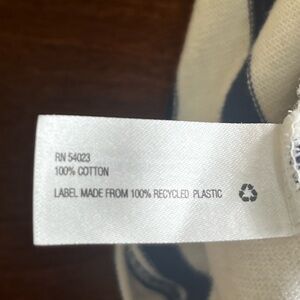 RN 54023
100% COTTON
LABEL MADE FROM 100% RECYCLED PLASTIC